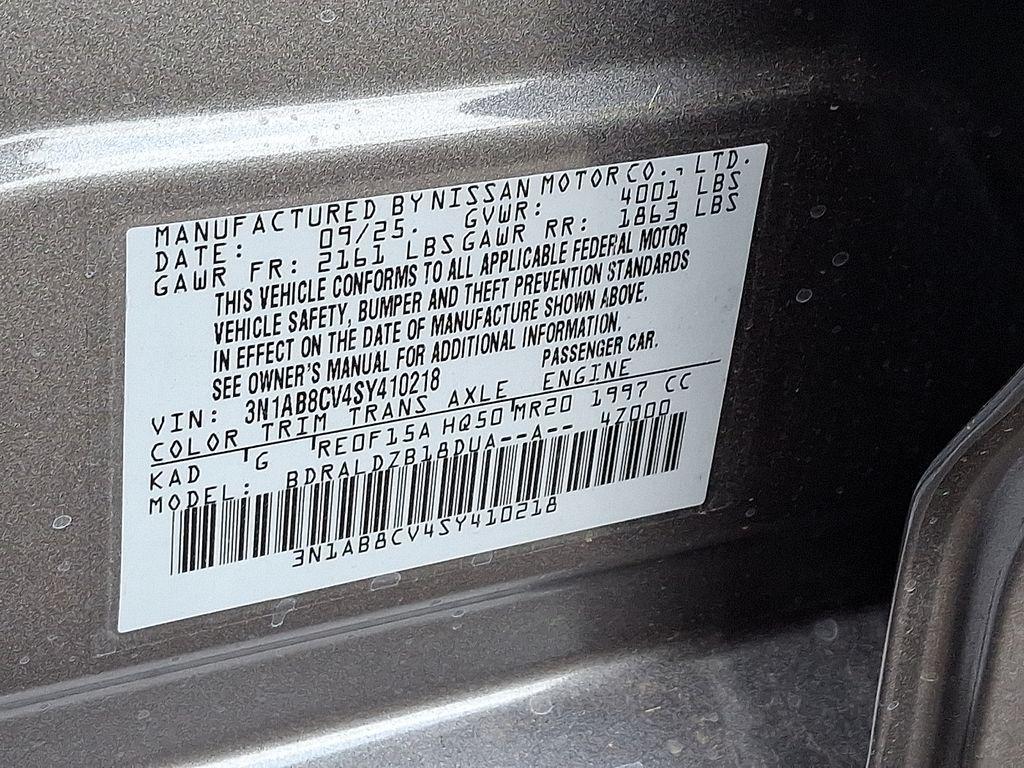 MANUFACTURED BY NISSAN MOTOR CO., LTD.
DATE: 09/25. GVWR: 4001 LBS
GAWR FR: 2161 LBS GAWR RR: 1863 LBS
THIS VEHICLE CONFORMS TO ALL APPLICABLE FEDERAL MOTOR
VEHICLE SAFETY, BUMPER AND THEFT PREVENTION STANDARDS
IN EFFECT ON THE DATE OF MANUFACTURE SHOWN ABOVE.
SEE OWNER'S MANUAL FOR ADDITIONAL INFORMATION.
VIN: 3N1AB8CV4SY410218 PASSENGER CAR.
COLOR TRIM TRANS AXLE ENGINE
KAD G RE0F15A HQ50 MR20 1997 CC
MODEL: BDRALDZB18DUA--A-- 4Z000
3N1AB8CV4SY410218